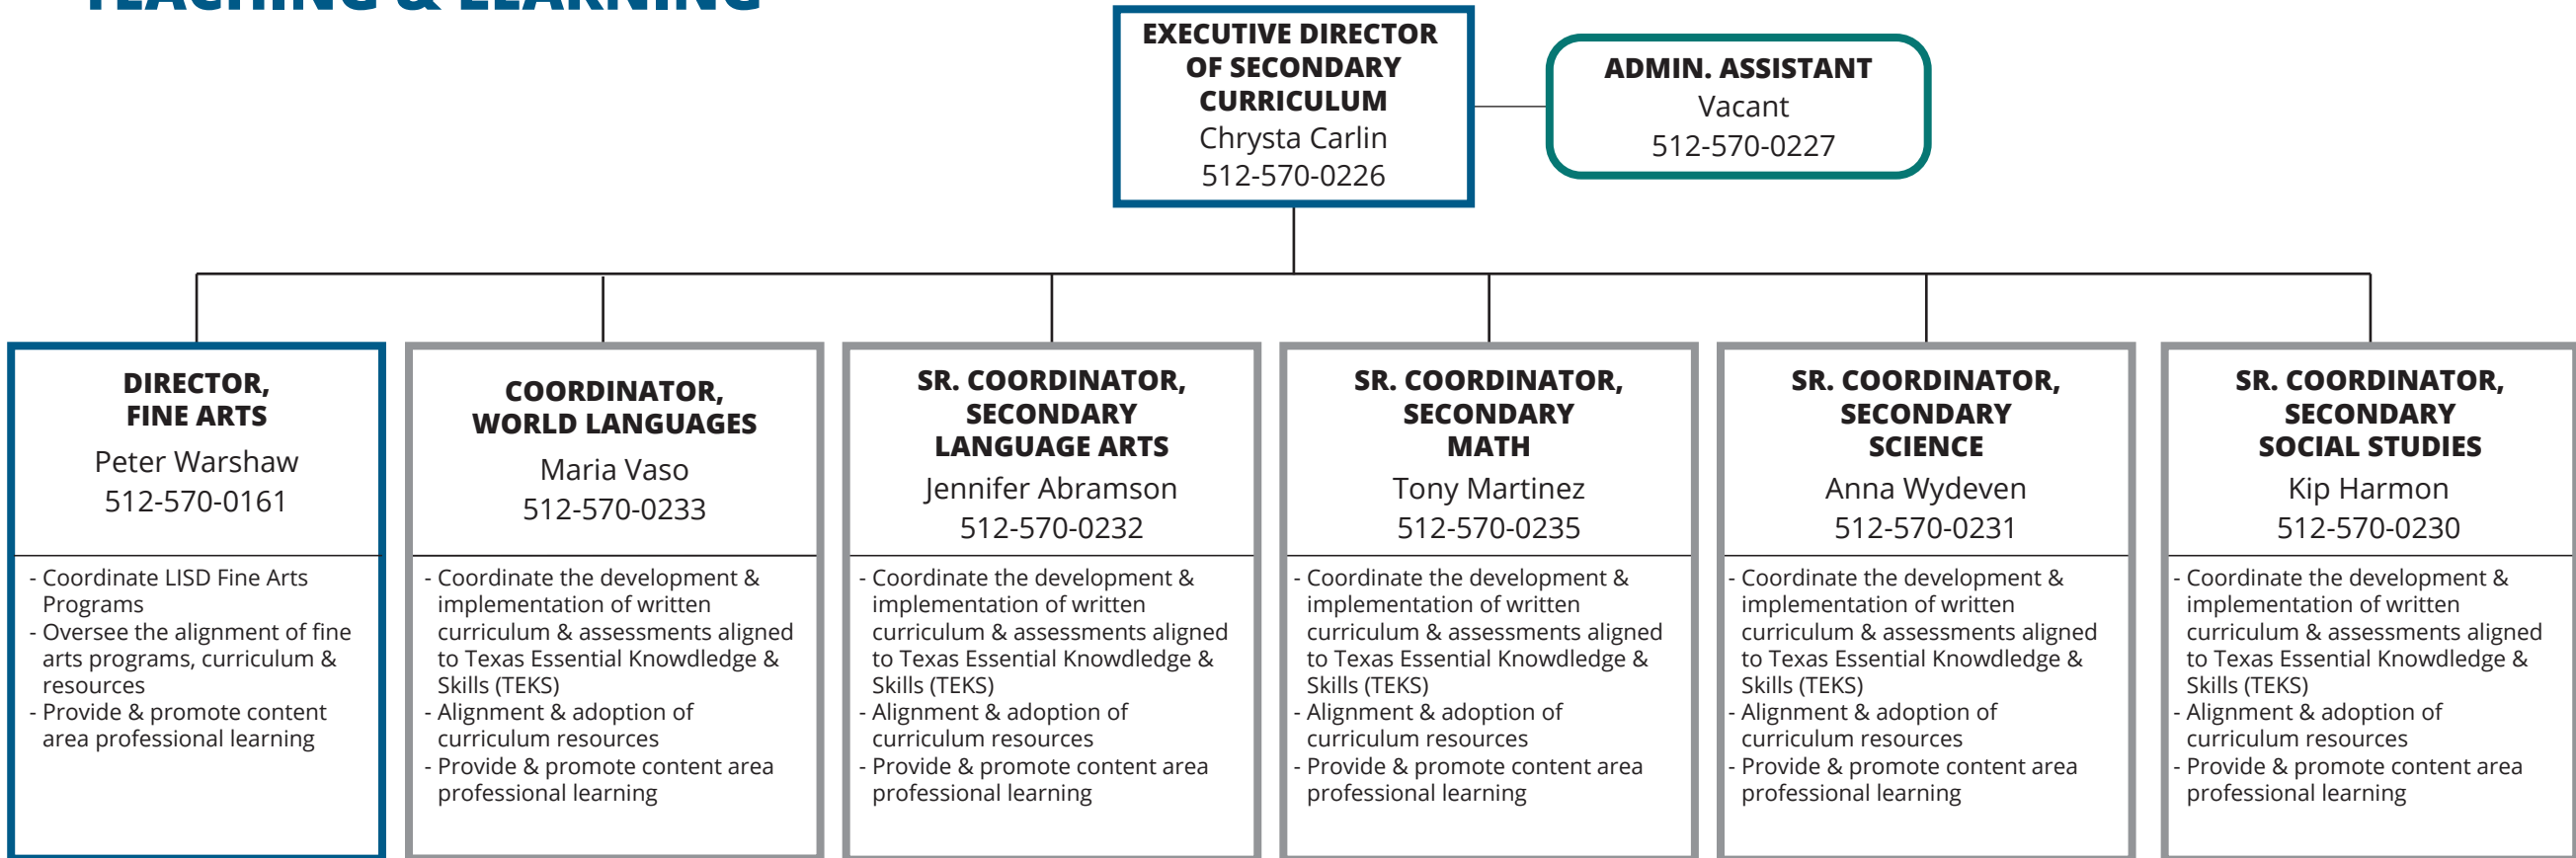 TEACHING & LEARNING
EXECUTIVE DIRECTOR
OF SECONDARY
CURRICULUM
Chrysta Carlin
512-570-0226
ADMIN. ASSISTANT
Vacant
512-570-0227
DIRECTOR,
FINE ARTS
Peter Warshaw
512-570-0161
- Coordinate LISD Fine Arts
Programs
- Oversee the alignment of fine
arts programs, curriculum &
resources
- Provide & promote content
area professional learning
COORDINATOR,
WORLD LANGUAGES
Maria Vaso
512-570-0233
- Coordinate the development &
implementation of written
curriculum & assessments aligned
to Texas Essential Knowdledge &
Skills (TEKS)
- Alignment & adoption of
curriculum resources
- Provide & promote content area
professional learning
SR. COORDINATOR,
SECONDARY
LANGUAGE ARTS
Jennifer Abramson
512-570-0232
- Coordinate the development &
implementation of written
curriculum & assessments aligned
to Texas Essential Knowdledge &
Skills (TEKS)
- Alignment & adoption of
curriculum resources
- Provide & promote content area
professional learning
SR. COORDINATOR,
SECONDARY
MATH
Tony Martinez
512-570-0235
- Coordinate the development &
implementation of written
curriculum & assessments aligned
to Texas Essential Knowdledge &
Skills (TEKS)
- Alignment & adoption of
curriculum resources
- Provide & promote content area
professional learning
SR. COORDINATOR,
SECONDARY
SCIENCE
Anna Wydeven
512-570-0231
- Coordinate the development &
implementation of written
curriculum & assessments aligned
to Texas Essential Knowdledge &
Skills (TEKS)
- Alignment & adoption of
curriculum resources
- Provide & promote content area
professional learning
SR. COORDINATOR,
SECONDARY
SOCIAL STUDIES
Kip Harmon
512-570-0230
- Coordinate the development &
implementation of written
curriculum & assessments aligned
to Texas Essential Knowdledge &
Skills (TEKS)
- Alignment & adoption of
curriculum resources
- Provide & promote content area
professional learning